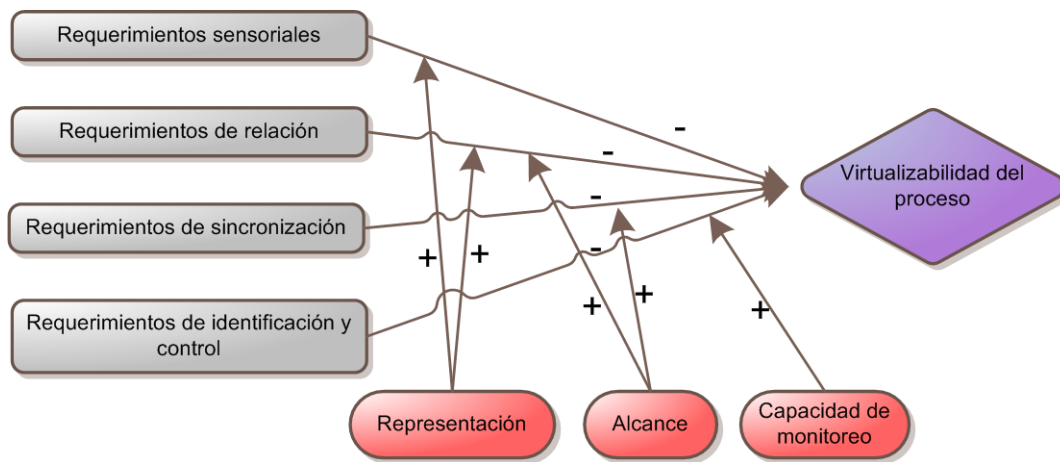 Requerimientos sensoriales
Requerimientos de relación
Requerimientos de sincronización
Requerimientos de identificación y
control
-
-
-
-
Virtualizabilidad del
proceso
+
+
+
+
+
Representación
Alcance
Capacidad de
monitoreo